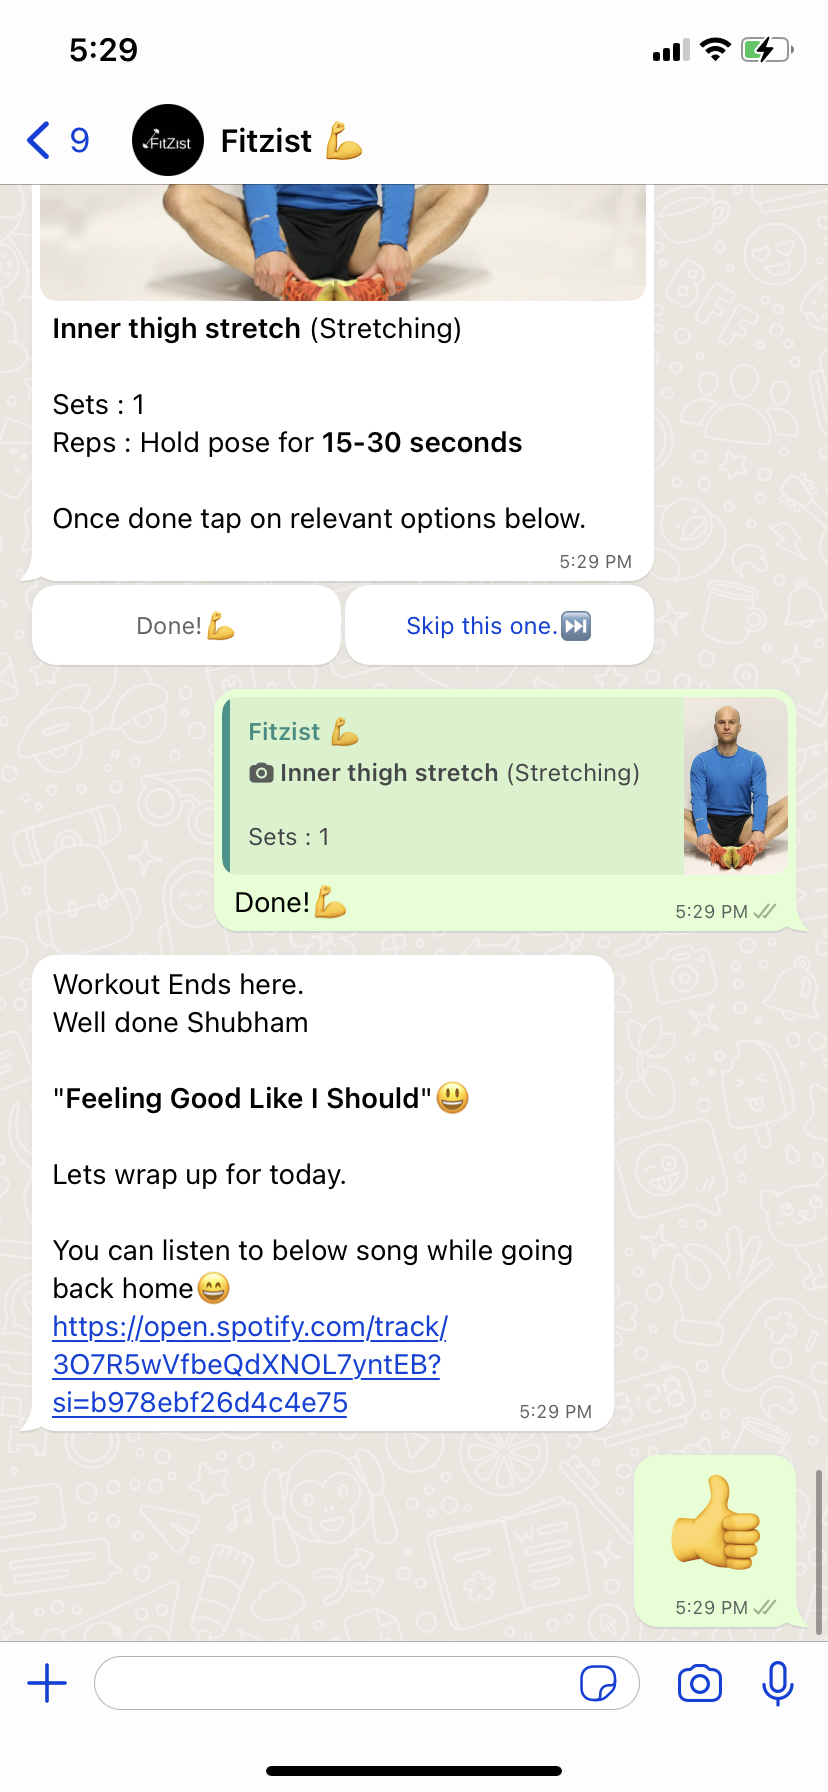 5:29
9
FitZist
Fitzist 💪
Inner thigh stretch (Stretching)
Sets : 1
Reps : Hold pose for 15-30 seconds
Once done tap on relevant options below.
5:29 PM
Done!💪
Skip this one.⏭️
Fitzist 💪
Inner thigh stretch (Stretching)
Sets : 1
Done!💪
5:29 PM
Workout Ends here.
Well done Shubham
"Feeling Good Like I Should"😃
Lets wrap up for today.
You can listen to below song while going
back home😄
https://open.spotify.com/track/
3O7R5wVfbeQdXNOL7yntEB?
si=b978ebf26d4c4e75
5:29 PM
👍
5:29 PM